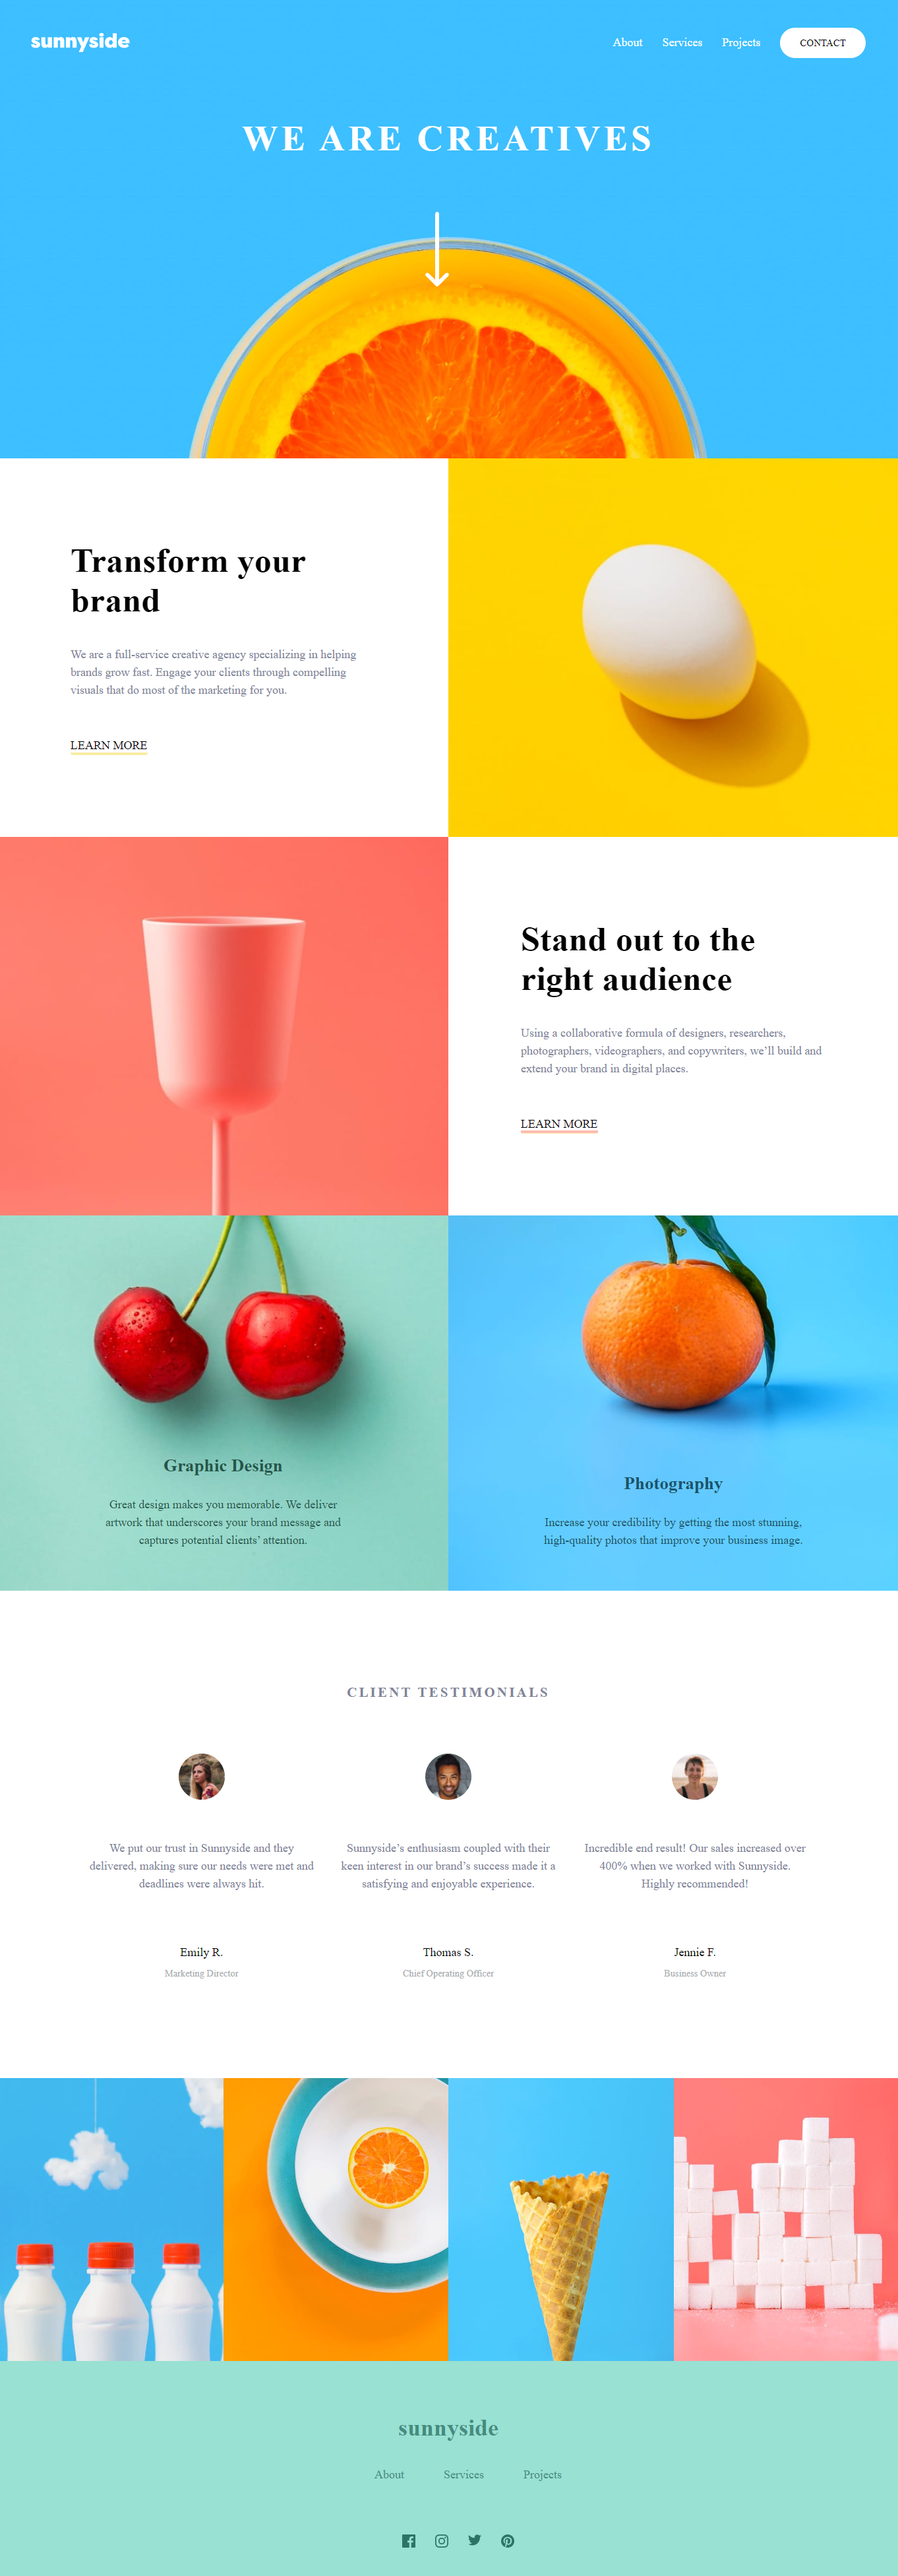 sunnyside
About Services Projects CONTACT
WE ARE CREATIVES
Transform your
brand
We are a full-service creative agency specializing in helping
brands grow fast. Engage your clients through compelling
visuals that do most of the marketing for you.
LEARN MORE
Stand out to the
right audience
Using a collaborative formula of designers, researchers,
photographers, videographers, and copywriters, we’ll build and
extend your brand in digital places.
LEARN MORE
Graphic Design
Great design makes you memorable. We deliver
artwork that underscores your brand message and
captures potential clients’ attention.
Photography
Increase your credibility by getting the most stunning,
high-quality photos that improve your business image.
CLIENT TESTIMONIALS
We put our trust in Sunnyside and they
delivered, making sure our needs were met and
deadlines were always hit.
Emily R.
Marketing Director
Sunnyside’s enthusiasm coupled with their
keen interest in our brand’s success made it a
satisfying and enjoyable experience.
Thomas S.
Chief Operating Officer
Incredible end result! Our sales increased over
400% when we worked with Sunnyside.
Highly recommended!
Jennie F.
Business Owner
sunnyside
About Services Projects